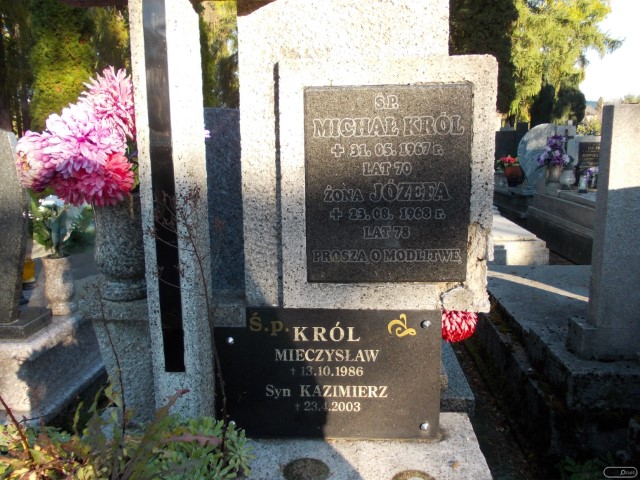 Ś.P.
MICHAŁ KRÓL
+ 31. 05. 1967 r.
LAT 70
ŻONA JÓZEFA
+ 23. 08. 1968 r.
LAT 78
PROSZĄ O MODLITWĘ
Ś.p. KRÓL
MIECZYSŁAW
+13.10.1986
Syn KAZIMIERZ
+ 23.4.2003